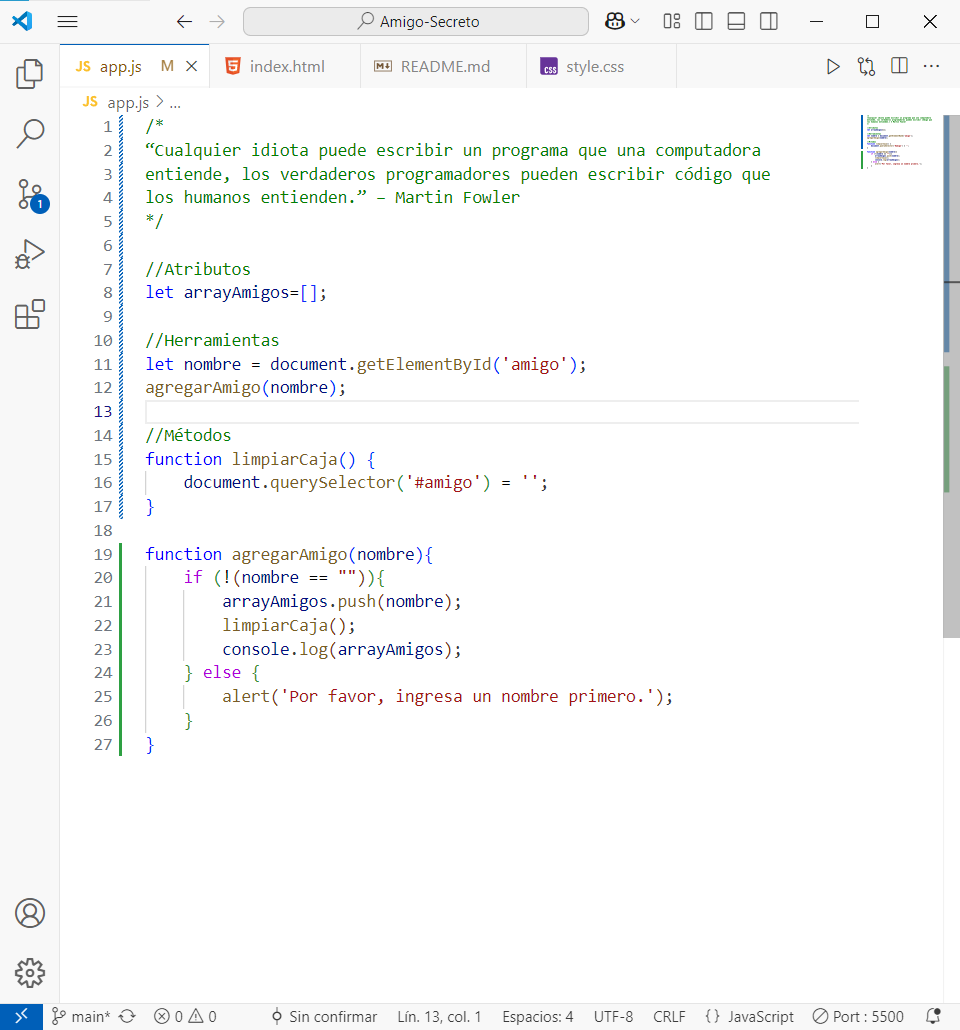 Amigo-Secreto
JS app.js M
index.html
README.md
style.css
JS app.js > ...
1 /*
2 “Cualquier idiota puede escribir un programa que una computadora
3 entiende, los verdaderos programadores pueden escribir código que
4 los humanos entienden.” – Martin Fowler
5 */
6
7 //Atributos
8 let arrayAmigos=[];
9
10 //Herramientas
11 let nombre = document.getElementById('amigo');
12 agregarAmigo(nombre);
13
14 //Métodos
15 function limpiarCaja() {
16 document.querySelector('#amigo') = '';
17 }
18
19 function agregarAmigo(nombre){
20 if (!(nombre == "")){
21 arrayAmigos.push(nombre);
22 limpiarCaja();
23 console.log(arrayAmigos);
24 } else {
25 alert('Por favor, ingresa un nombre primero.');
26 }
27 }
1
main* 0 0 Sin confirmar Lín. 13, col. 1 Espacios: 4 UTF-8 CRLF {} JavaScript Port : 5500